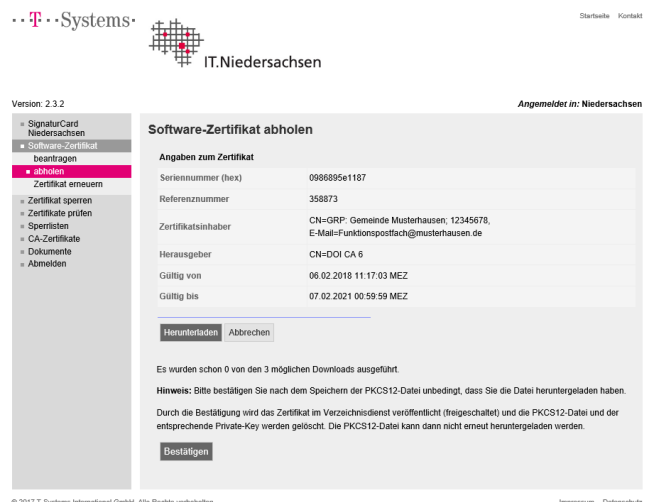 ··T··Systems·
Startseite Kontakt
IT.Niedersachsen
Version: 2.3.2
Angemeldet in: Niedersachsen
SignaturCard
Niedersachsen
Software-Zertifikat
beantragen
abholen
Zertifikat erneuern
Zertifikat sperren
Zertifikate prüfen
Sperrlisten
CA-Zertifikate
Dokumente
Abmelden
Software-Zertifikat abholen
Angaben zum Zertifikat
Seriennummer (hex) 0986895e1187
Referenznummer 358873
Zertifikatsinhaber CN=GRP: Gemeinde Musterhausen; 12345678,
E-Mail=Funktionspostfach@musterhausen.de
Herausgeber CN=DOI CA 6
Gültig von 06.02.2018 11:17:03 MEZ
Gültig bis 07.02.2021 00:59:59 MEZ
Herunterladen Abbrechen
Es wurden schon 0 von den 3 möglichen Downloads ausgeführt.
Hinweis: Bitte bestätigen Sie nach dem Speichern der PKCS12-Datei unbedingt, dass Sie die Datei heruntergeladen haben.
Durch die Bestätigung wird das Zertifikat im Verzeichnisdienst veröffentlicht (freigeschaltet) und die PKCS12-Datei und der
entsprechende Private-Key werden gelöscht. Die PKCS12-Datei kann dann nicht erneut heruntergeladen werden.
Bestätigen
© 2017 T-Systems International GmbH. Alle Rechte vorbehalten.
Impressum Datenschutz